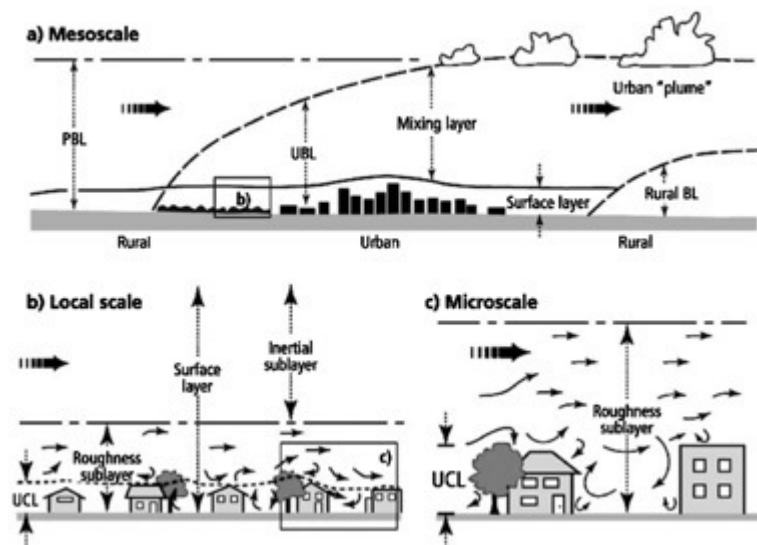 a) Mesoscale
Urban "plume"
PBL
UBL
Mixing layer
b)
Surface layer
Rural BL
Rural
Urban
Rural
b) Local scale
Surface
layer
Inertial
sublayer
Roughness
sublayer
UCL
c)
c) Microscale
Roughness
sublayer
UCL